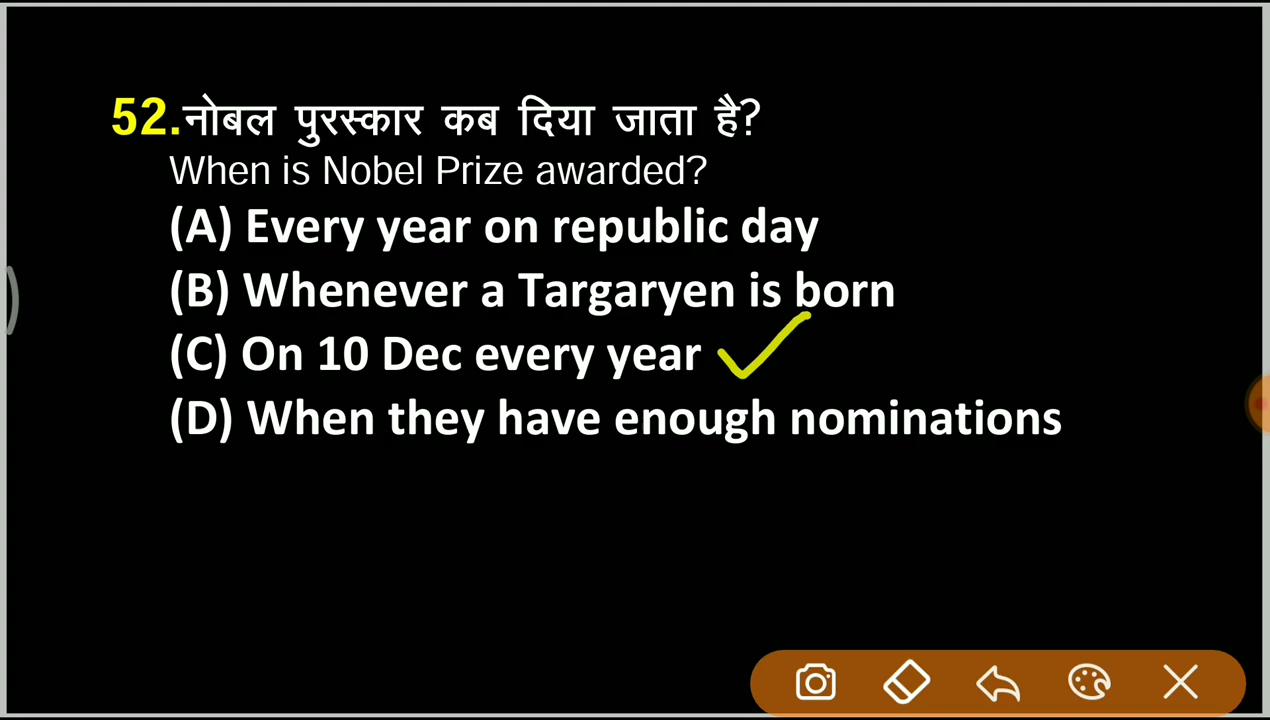 52.नोबल पुरस्कार कब दिया जाता है?
When is Nobel Prize awarded?
(A) Every year on republic day
(B) Whenever a Targaryen is born
(C) On 10 Dec every year
(D) When they have enough nominations